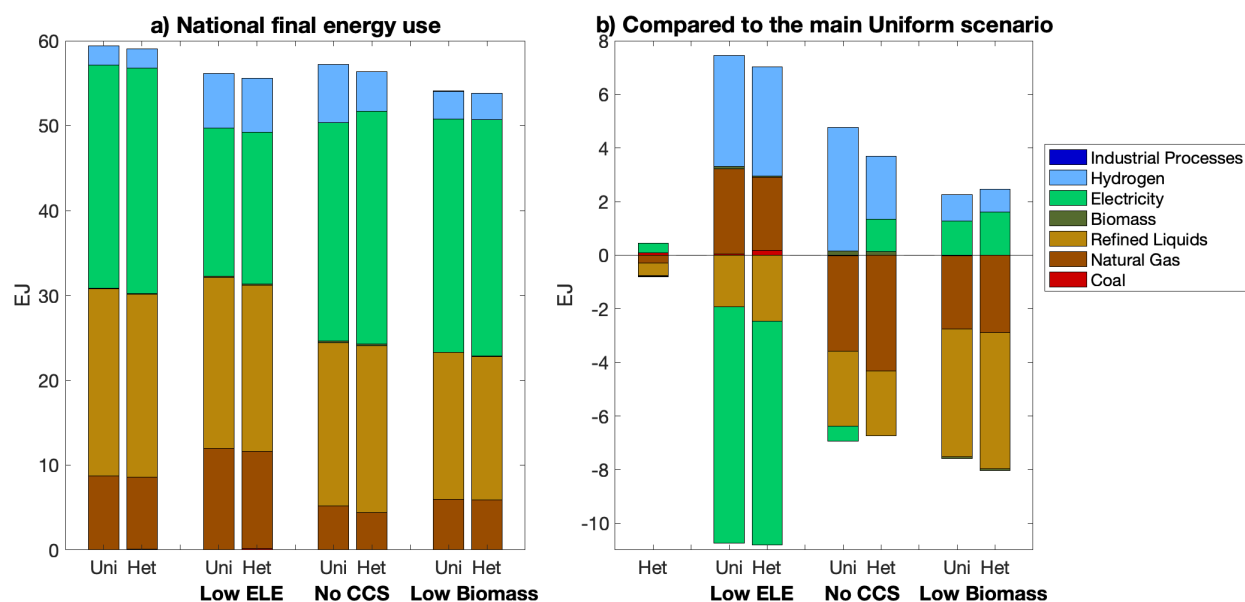 a) National final energy use
60
50
40
30
20
10
0
EJ
Uni Het Uni Het Uni Het Uni Het
Low ELE No CCS Low Biomass
b) Compared to the main Uniform scenario
8
6
4
2
0
-2
-4
-6
-8
-10
EJ
Het Uni Het Uni Het Uni Het
Low ELE No CCS Low Biomass
Industrial Processes
Hydrogen
Electricity
Biomass
Refined Liquids
Natural Gas
Coal